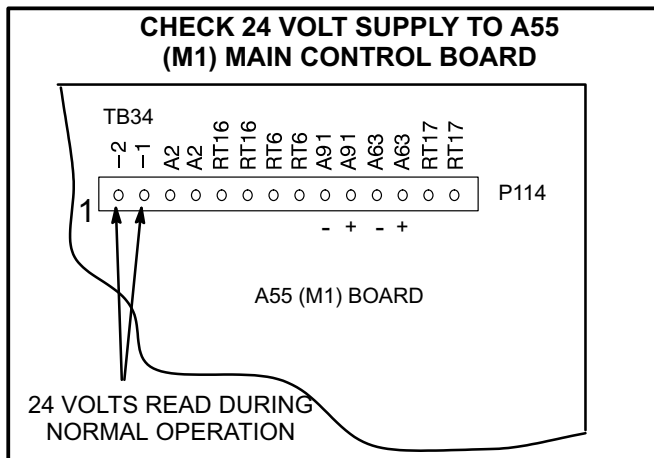 CHECK 24 VOLT SUPPLY TO A55
(M1) MAIN CONTROL BOARD
TB34
−2
−1
A2
A2
RT16
RT16
RT6
RT6
A91
A91
A63
A63
RT17
RT17
P114
1
- + - +
A55 (M1) BOARD
24 VOLTS READ DURING
NORMAL OPERATION